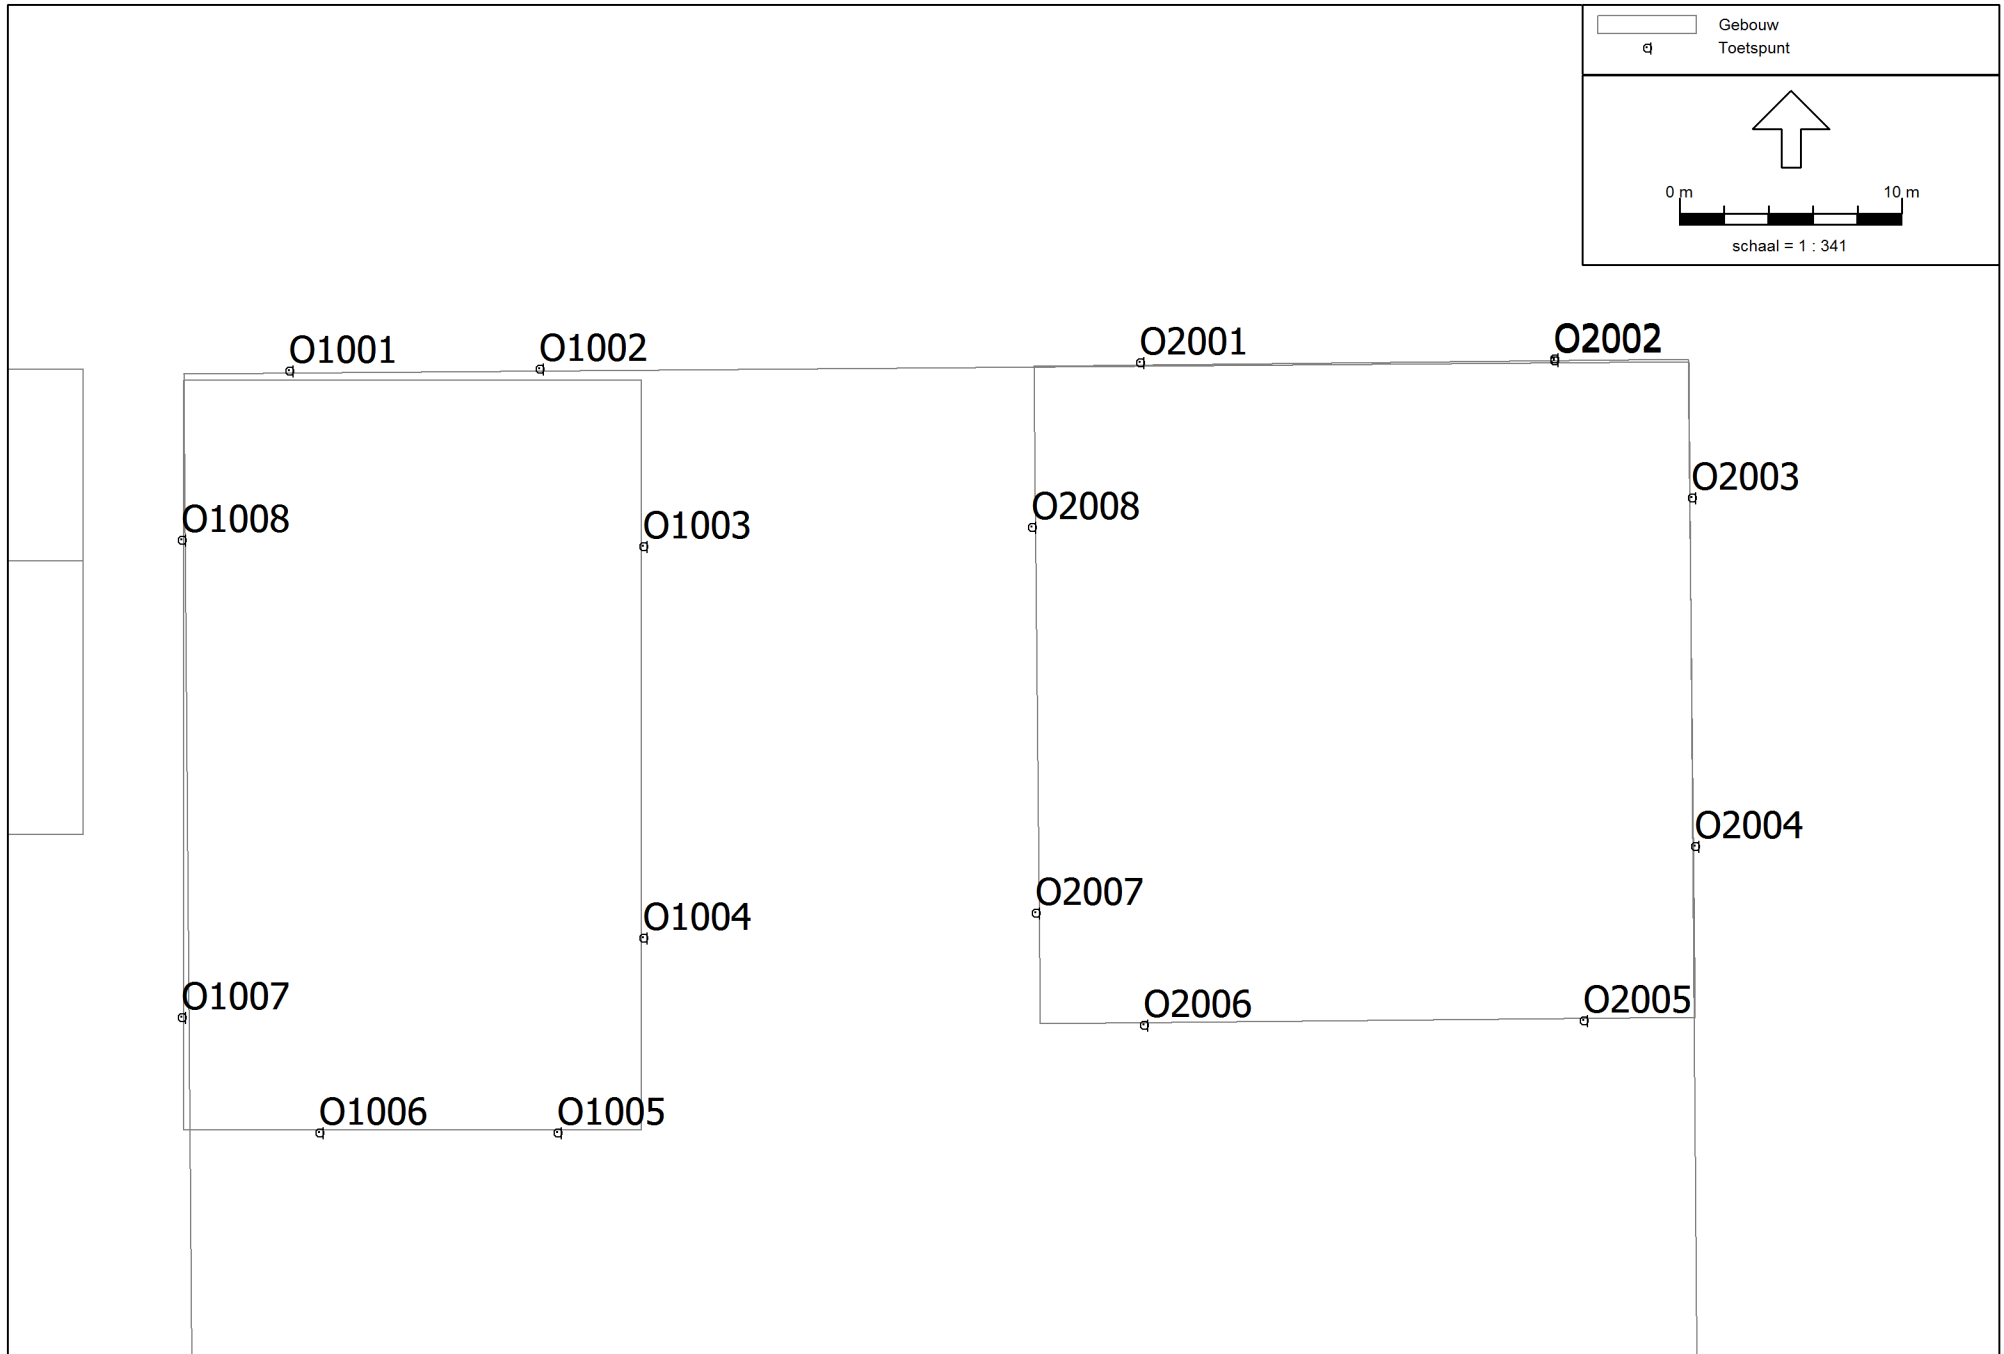 Gebouw
Toetspunt
0 m 10 m
schaal = 1 : 341
O1001
O1002
O2001
O2002
O1008
O1003
O2008
O2003
O1004
O2007
O2004
O1007
O2006
O2005
O1006
O1005